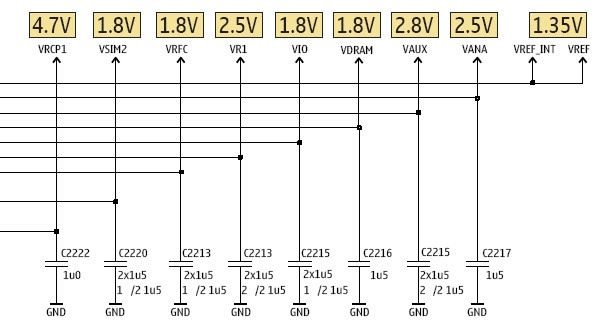 4.7V 1.8V 1.8V 2.5V 1.8V 1.8V 2.8V 2.5V 1.35V
VRCP1 VSIM2 VRFC VR1 VIO VDRAM VAUX VANA VREF_INT VREF
C2222 C2220 C2213 C2213 C2215 C2216 C2215 C2217
1u0 2x1u5 2x1u5 2x1u5 2x1u5 1u5 2x1u5 1u5
1 /2 1u5 1 /2 1u5 2 /2 1u5 1 /2 1u5 2 /2 1u5
GND GND GND GND GND GND GND GND